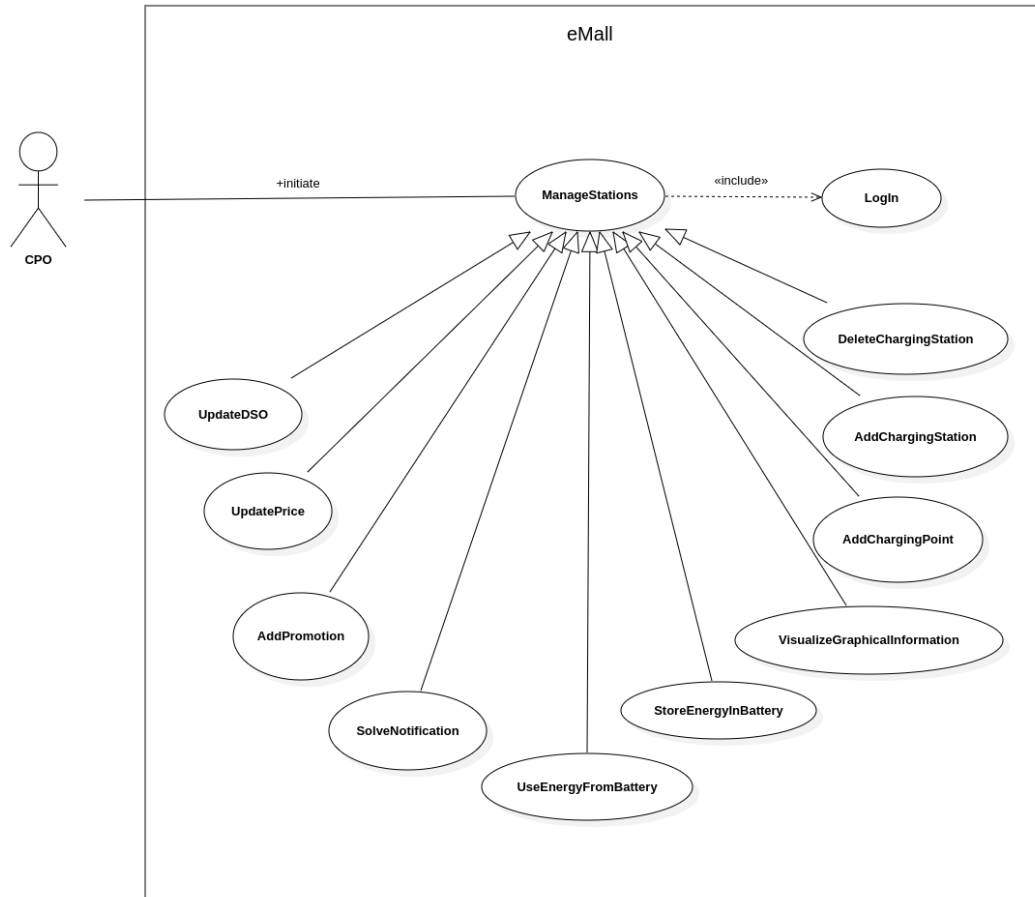 eMall
+initiate
ManageStations
«include»
LogIn
CPO
DeleteChargingStation
UpdateDSO
AddChargingStation
UpdatePrice
AddChargingPoint
AddPromotion
VisualizeGraphicalInformation
StoreEnergyInBattery
SolveNotification
UseEnergyFromBattery